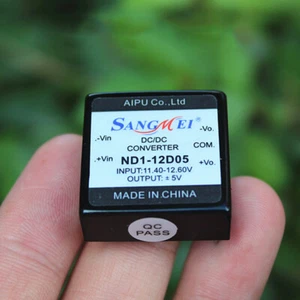 AIPU Co.,Ltd
SANGMEI
-Vin
-Vo.
DC/DC
COM.
CONVERTER
+Vin
+Vo.
ND1-12D05
INPUT:11.40-12.60V
OUTPUT: ± 5V
MADE IN CHINA
QC
PASS